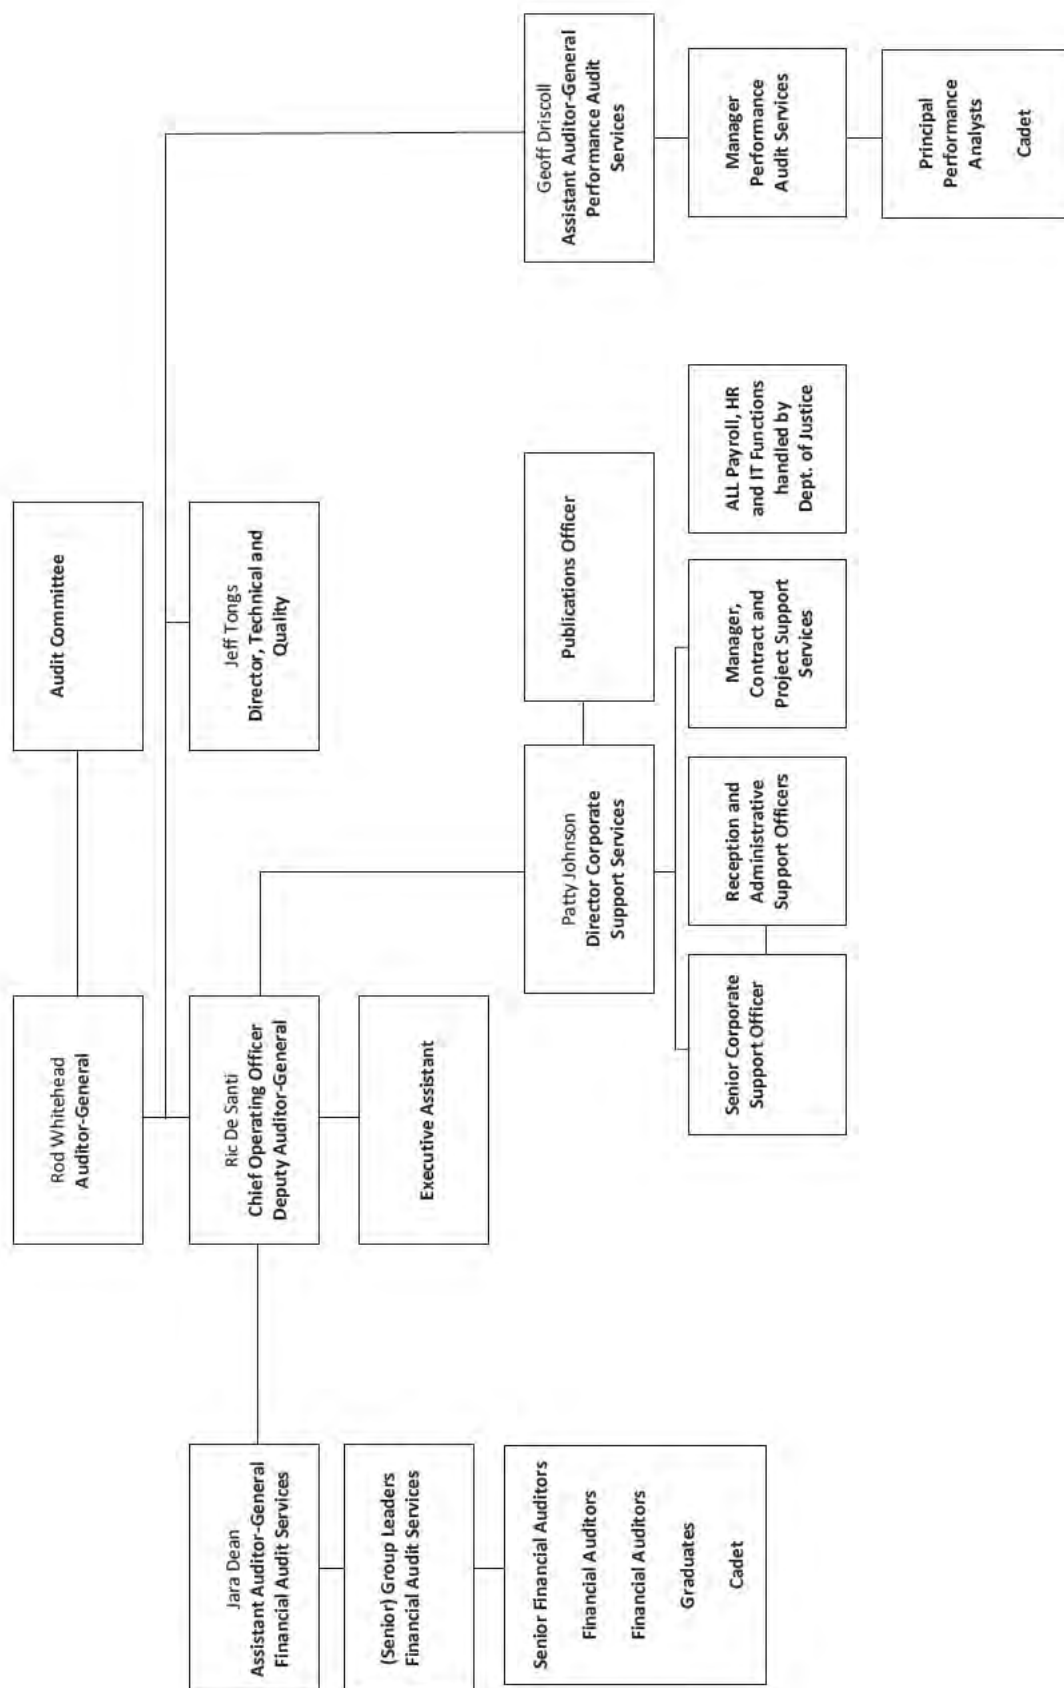 Rod Whitehead
Auditor-General
Audit Committee
Jara Dean
Assistant Auditor-General
Financial Audit Services
Ric De Santi
Chief Operating Officer
Deputy Auditor-General
Jeff Tongs
Director, Technical and
Quality
(Senior) Group Leaders
Financial Audit Services
Executive Assistant
Senior Financial Auditors
Financial Auditors
Financial Auditors
Graduates
Cadet
Patty Johnson
Director Corporate
Support Services
Publications Officer
Geoff Driscoll
Assistant Auditor-General
Performance Audit
Services
Senior Corporate
Support Officer
Reception and
Administrative
Support Officers
Manager,
Contract and
Project Support
Services
ALL Payroll, HR
and IT Functions
handled by
Dept. of Justice
Manager
Performance
Audit Services
Principal
Performance
Analysts
Cadet